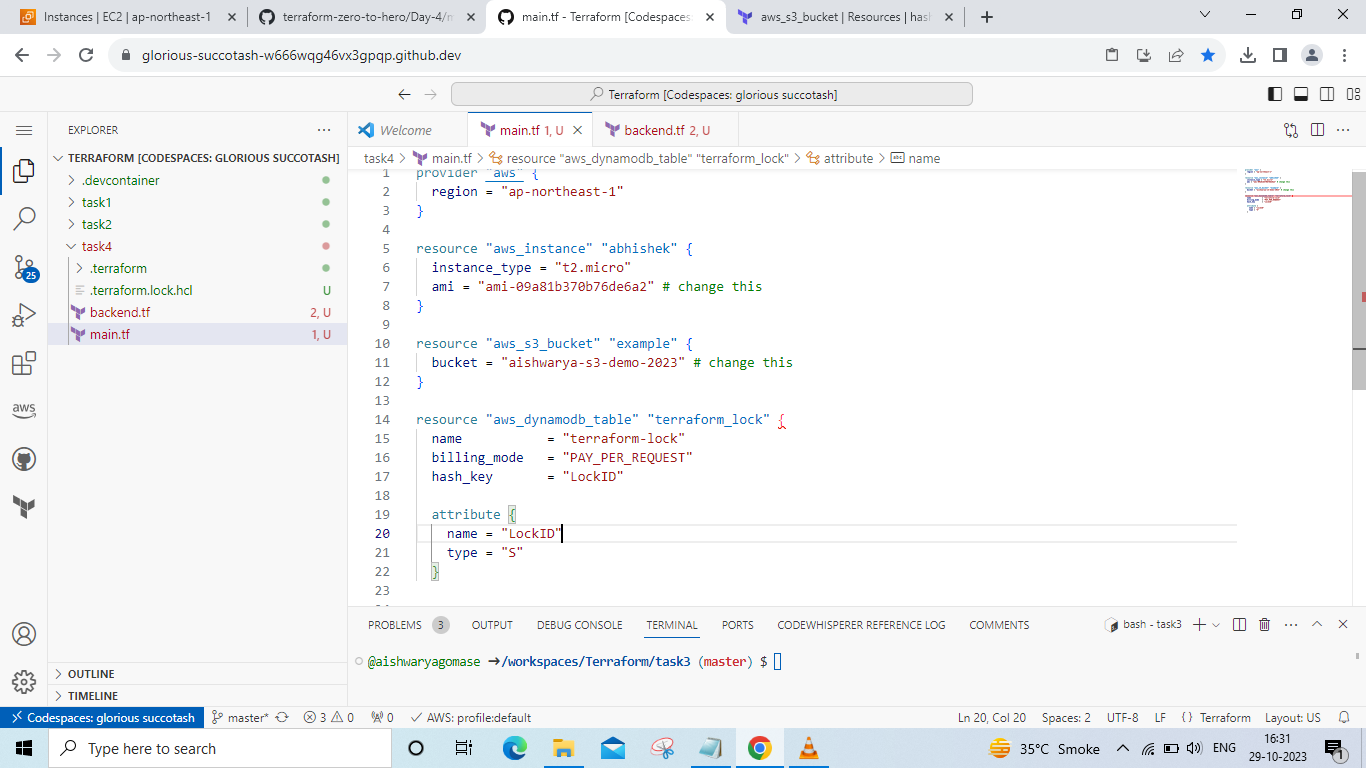 Instances | EC2 | ap-northeast-1
terraform-zero-to-hero/Day-4/m
main.tf - Terraform [Codespaces:
aws_s3_bucket | Resources | has
glorious-succotash-w666wqg46vx3gpqp.github.dev
Terraform [Codespaces: glorious succotash]
EXPLORER
TERRAFORM [CODESPACES: GLORIOUS SUCCOTASH]
.devcontainer
task1
task2
task4
.terraform
.terraform.lock.hcl U
backend.tf 2, U
main.tf 1, U
OUTLINE
TIMELINE
25
aws
Welcome
main.tf 1, U
backend.tf 2, U
task4 > main.tf > resource "aws_dynamodb_table" "terraform_lock" > attribute > name
1 provider "aws" {
2 region = "ap-northeast-1"
3 }
4
5 resource "aws_instance" "abhishek" {
6 instance_type = "t2.micro"
7 ami = "ami-09a81b370b76de6a2" # change this
8 }
9
10 resource "aws_s3_bucket" "example" {
11 bucket = "aishwarya-s3-demo-2023" # change this
12 }
13
14 resource "aws_dynamodb_table" "terraform_lock" {
15 name = "terraform-lock"
16 billing_mode = "PAY_PER_REQUEST"
17 hash_key = "LockID"
18
19 attribute {
20 name = "LockID"
21 type = "S"
22 }
23
PROBLEMS 3 OUTPUT DEBUG CONSOLE TERMINAL PORTS CODEWHISPERER REFERENCE LOG COMMENTS
bash - task3
@aishwaryagomase ➜/workspaces/Terraform/task3 (master) $
Codespaces: glorious succotash master* 3 0 0 AWS: profile:default
Ln 20, Col 20 Spaces: 2 UTF-8 LF {} Terraform Layout: US
Type here to search
35°C Smoke
ENG
16:31
29-10-2023
1